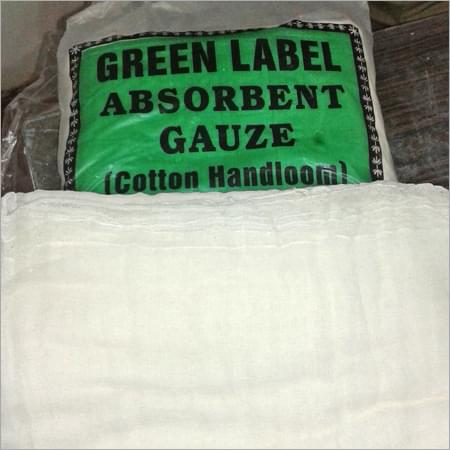 GREEN LABEL
ABSORBENT
GAUZE
(Cotton Handloom)